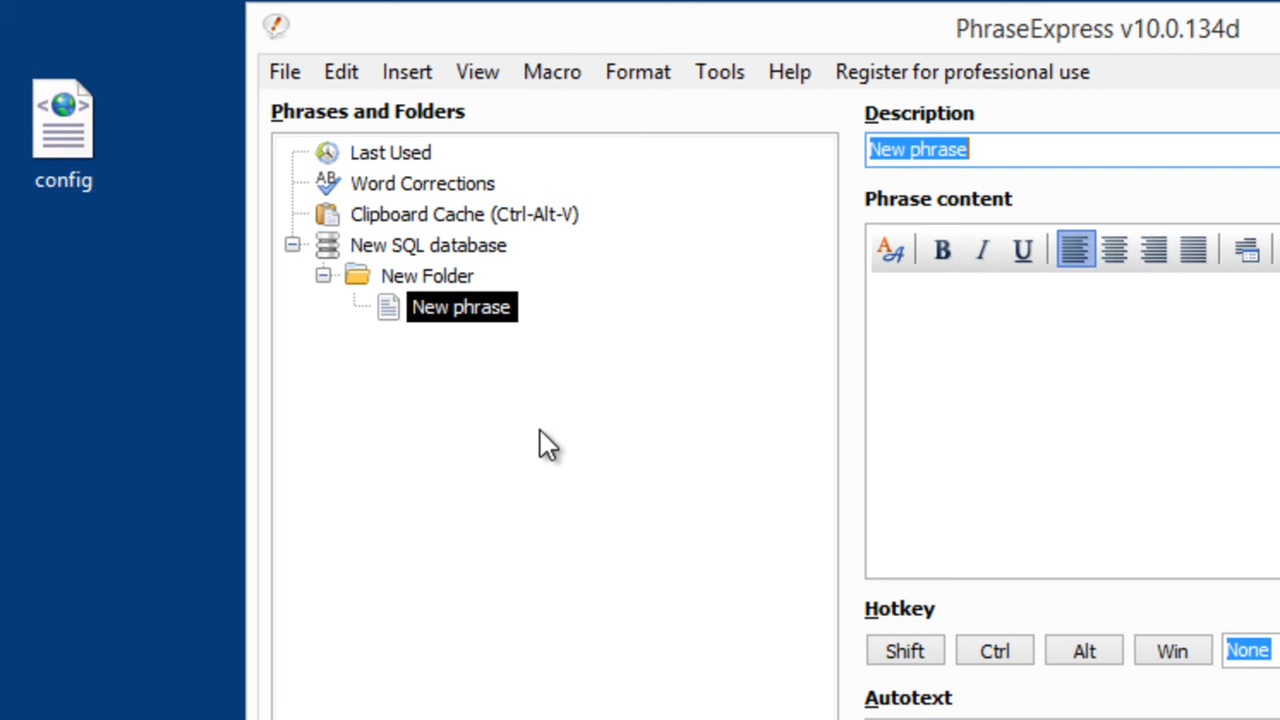 PhraseExpress v10.0.134d
File Edit Insert View Macro Format Tools Help Register for professional use
config
Phrases and Folders
Last Used
Word Corrections
Clipboard Cache (Ctrl-Alt-V)
New SQL database
New Folder
New phrase
Description
New phrase
Phrase content
B I U
Hotkey
Shift Ctrl Alt Win None
Autotext